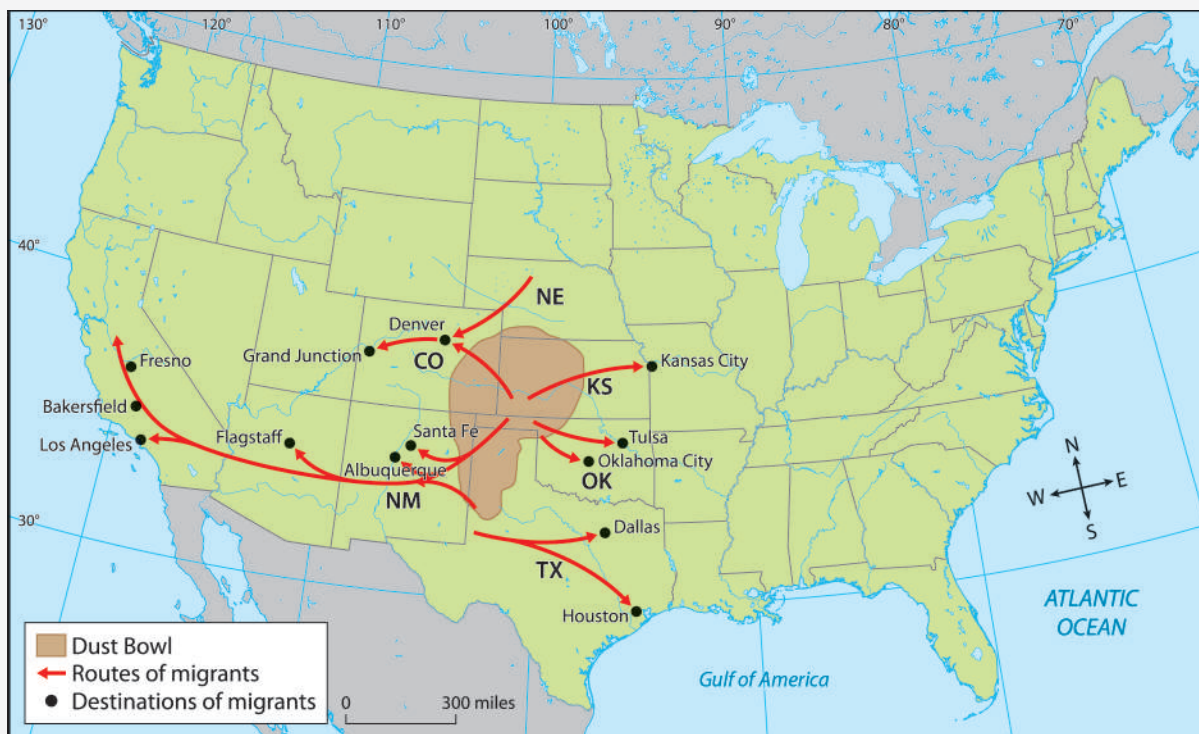 130°
120°
110°
100°
90°
80°
70°
40°
30°
NE
Denver
Grand Junction
CO
Fresno
KS
Kansas City
Bakersfield
Los Angeles
Flagstaff
Santa Fe
Albuquerque
Tulsa
Oklahoma City
OK
NM
N
W
E
S
Dallas
TX
Houston
ATLANTIC
OCEAN
Gulf of America
Dust Bowl
Routes of migrants
Destinations of migrants
0
300 miles